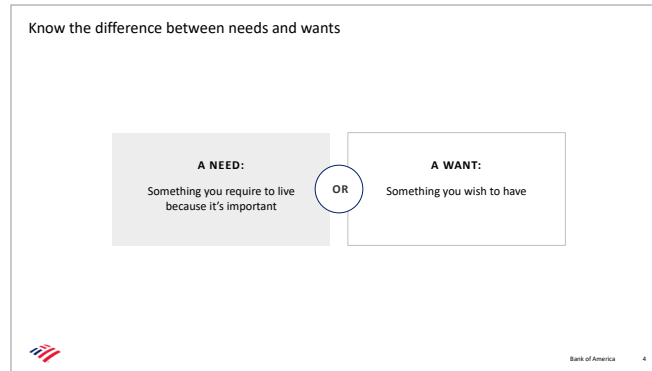 Know the difference between needs and wants
A NEED:
Something you require to live
because it’s important
OR
A WANT:
Something you wish to have
Bank of America 4